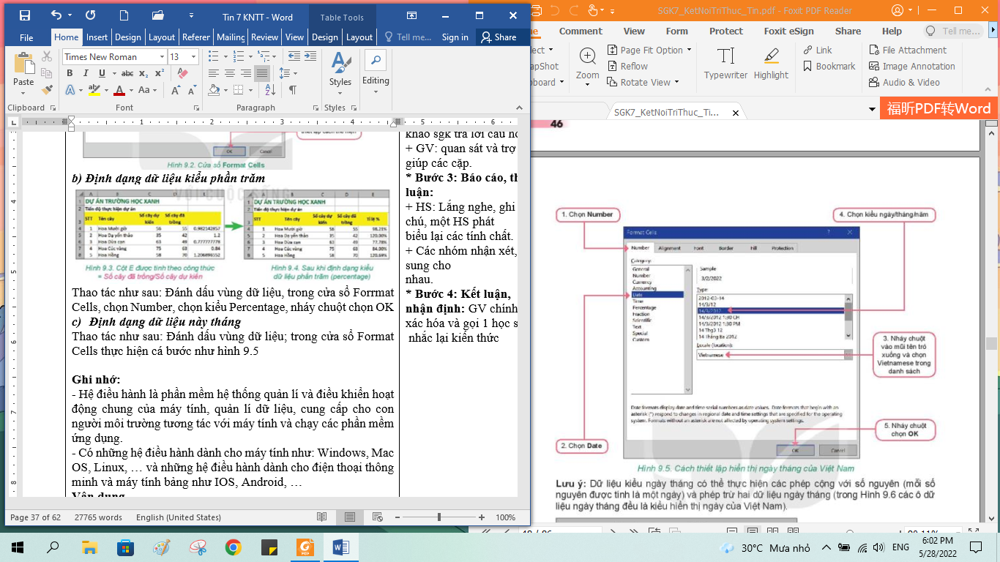 Tin 7 KNTT - Word
Table Tools
File Home Insert Design Layout Referer Mailing Review View Design Layout Tell me... Sign in Share
Paste
Times New Roman 13
Styles
Editing
Clipboard Font Paragraph Styles
OK Cancel
Hình 9.2. Cửa sổ Format Cells
b) Định dạng dữ liệu kiểu phần trăm
DỰ ÁN TRƯỜNG HỌC XANH
Tiến độ thực hiện dự án
STT Tên cây Số cây dự kiến Số cây đã trồng
1 Hoa Mười giờ 56 55 0.982142857
2 Hoa Dạ yến thảo 35 42 1.2
3 Hoa Dừa cạn 63 49 0.777777778
4 Hoa Cúc vàng 75 63 0.84
5 Hoa Hồng 58 70 1.206896552
DỰ ÁN TRƯỜNG HỌC XANH
Tiến độ thực hiện dự án
STT Tên cây Số cây dự kiến Số cây đã trồng Tỉ lệ %
1 Hoa Mười giờ 56 55 98.21%
2 Hoa Dạ yến thảo 35 42 120.00%
3 Hoa Dừa cạn 63 49 77.78%
4 Hoa Cúc vàng 75 63 84.00%
5 Hoa Hồng 58 70 120.69%
Hình 9.3. Cột E được tính theo công thức
= Số cây đã trồng/Số cây dự kiến
Hình 9.4. Sau khi định dạng kiểu
dữ liệu phần trăm (percentage)
Thao tác như sau: Đánh dấu vùng dữ liệu, trong cửa sổ Forrmat
Cells, chọn Number, chọn kiểu Percentage, nháy chuột chọn OK
c) Định dạng dữ liệu này tháng
Thao tác như sau: Đánh dấu vùng dữ liệu; trong cửa sổ Format
Cells thực hiện cá bước như hình 9.5
Ghi nhớ:
- Hệ điều hành là phần mềm hệ thống quản lí và điều khiển hoạt
động chung của máy tính, quản lí dữ liệu, cung cấp cho con
người môi trường tương tác với máy tính và chạy các phần mềm
ứng dụng.
- Có những hệ điều hành dành cho máy tính như: Windows, Mac
OS, Linux, … và những hệ điều hành dành cho điện thoại thông
minh và máy tính bảng như IOS, Android, …
khảo sgk trả lời câu hỏ
+ GV: quan sát và trợ
giúp các cặp.
* Bước 3: Báo cáo, th
luận:
+ HS: Lắng nghe, ghi
chú, một HS phát
biểu lại các tính chất.
+ Các nhóm nhận xét,
sung cho
nhau.
* Bước 4: Kết luận,
nhận định: GV chính
xác hóa và gọi 1 học s
nhắc lại kiến thức
Page 37 of 62 27765 words English (United States) 100%
SGK7_KetNoiTriThuc_Tin.pdf - Foxit PDF Reader
Comment View Form Protect Foxit eSign Share Help Tell me...
Zoom
Page Fit Option
Reflow
Rotate View
Typewriter
Highlight
Link
Bookmark
File Attachment
Image Annotation
Audio & Video
SGK7_KetNoiTriThuc_Ti...
福昕PDF转Word
46
1. Chọn Number
4. Chọn kiểu ngày/tháng/năm
Format Cells
Number Alignment Font Border Fill Protection
Category:
General
Number
Currency
Accounting
Date
Time
Percentage
Fraction
Scientific
Text
Special
Custom
Sample
3/2/2022
Type:
2012-03-14
14/3/12
14/3/2012
14/3/2012 1:30 CH
14/3/2012 1:30 PM
14 Thg3 12
14 Tháng Ba 2012
Locale (location):
Vietnamese
3. Nháy chuột
vào mũi tên trỏ
xuống và chọn
Vietnamese trong
danh sách
Date formats display date and time serial numbers as date values. Date formats that begin with an
asterisk (*) respond to changes in regional date and time settings that are specified for the operating
system. Formats without an asterisk are not affected by operating system settings.
5. Nháy chuột
chọn OK
2. Chọn Date
OK Cancel
Hình 9.5. Cách thiết lập hiển thị ngày tháng của Việt Nam
Lưu ý: Dữ liệu kiểu ngày tháng có thể thực hiện các phép cộng với số nguyên (mỗi số
nguyên được tính là một ngày) và phép trừ hai dữ liệu ngày tháng (trong Hình 9.6 các ô dữ
liệu ngày tháng đều là kiểu hiển thị ngày của Việt Nam).
30°C Mưa nhỏ ENG 6:02 PM
5/28/2022